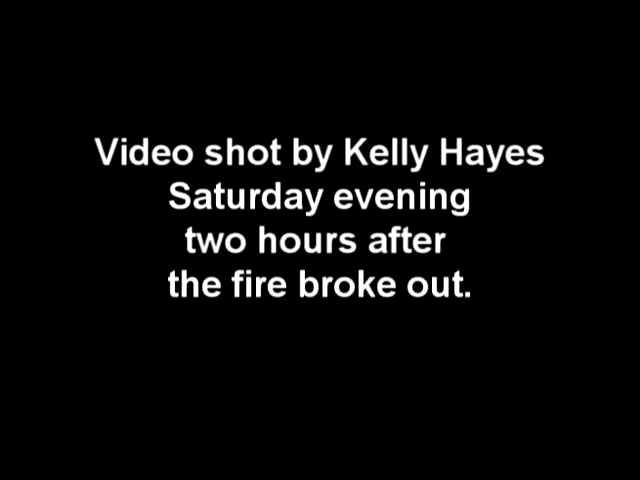 Video shot by Kelly Hayes
Saturday evening
two hours after
the fire broke out.